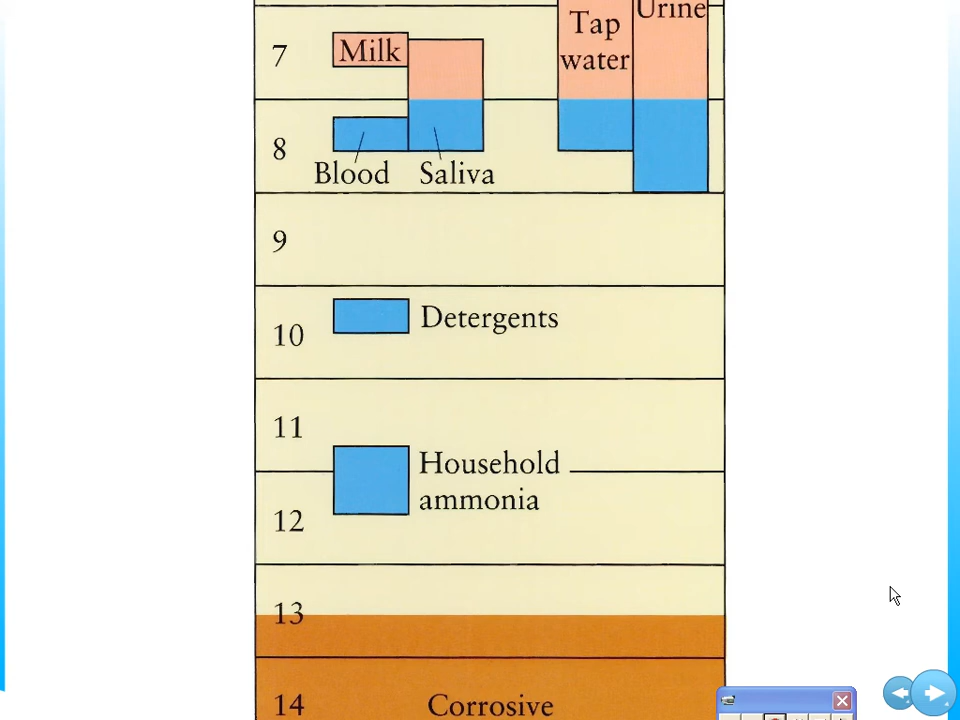 Urine
Tap
water
7
Milk
8
Blood
Saliva
9
10
Detergents
11
Household
ammonia
12
13
14
Corrosive